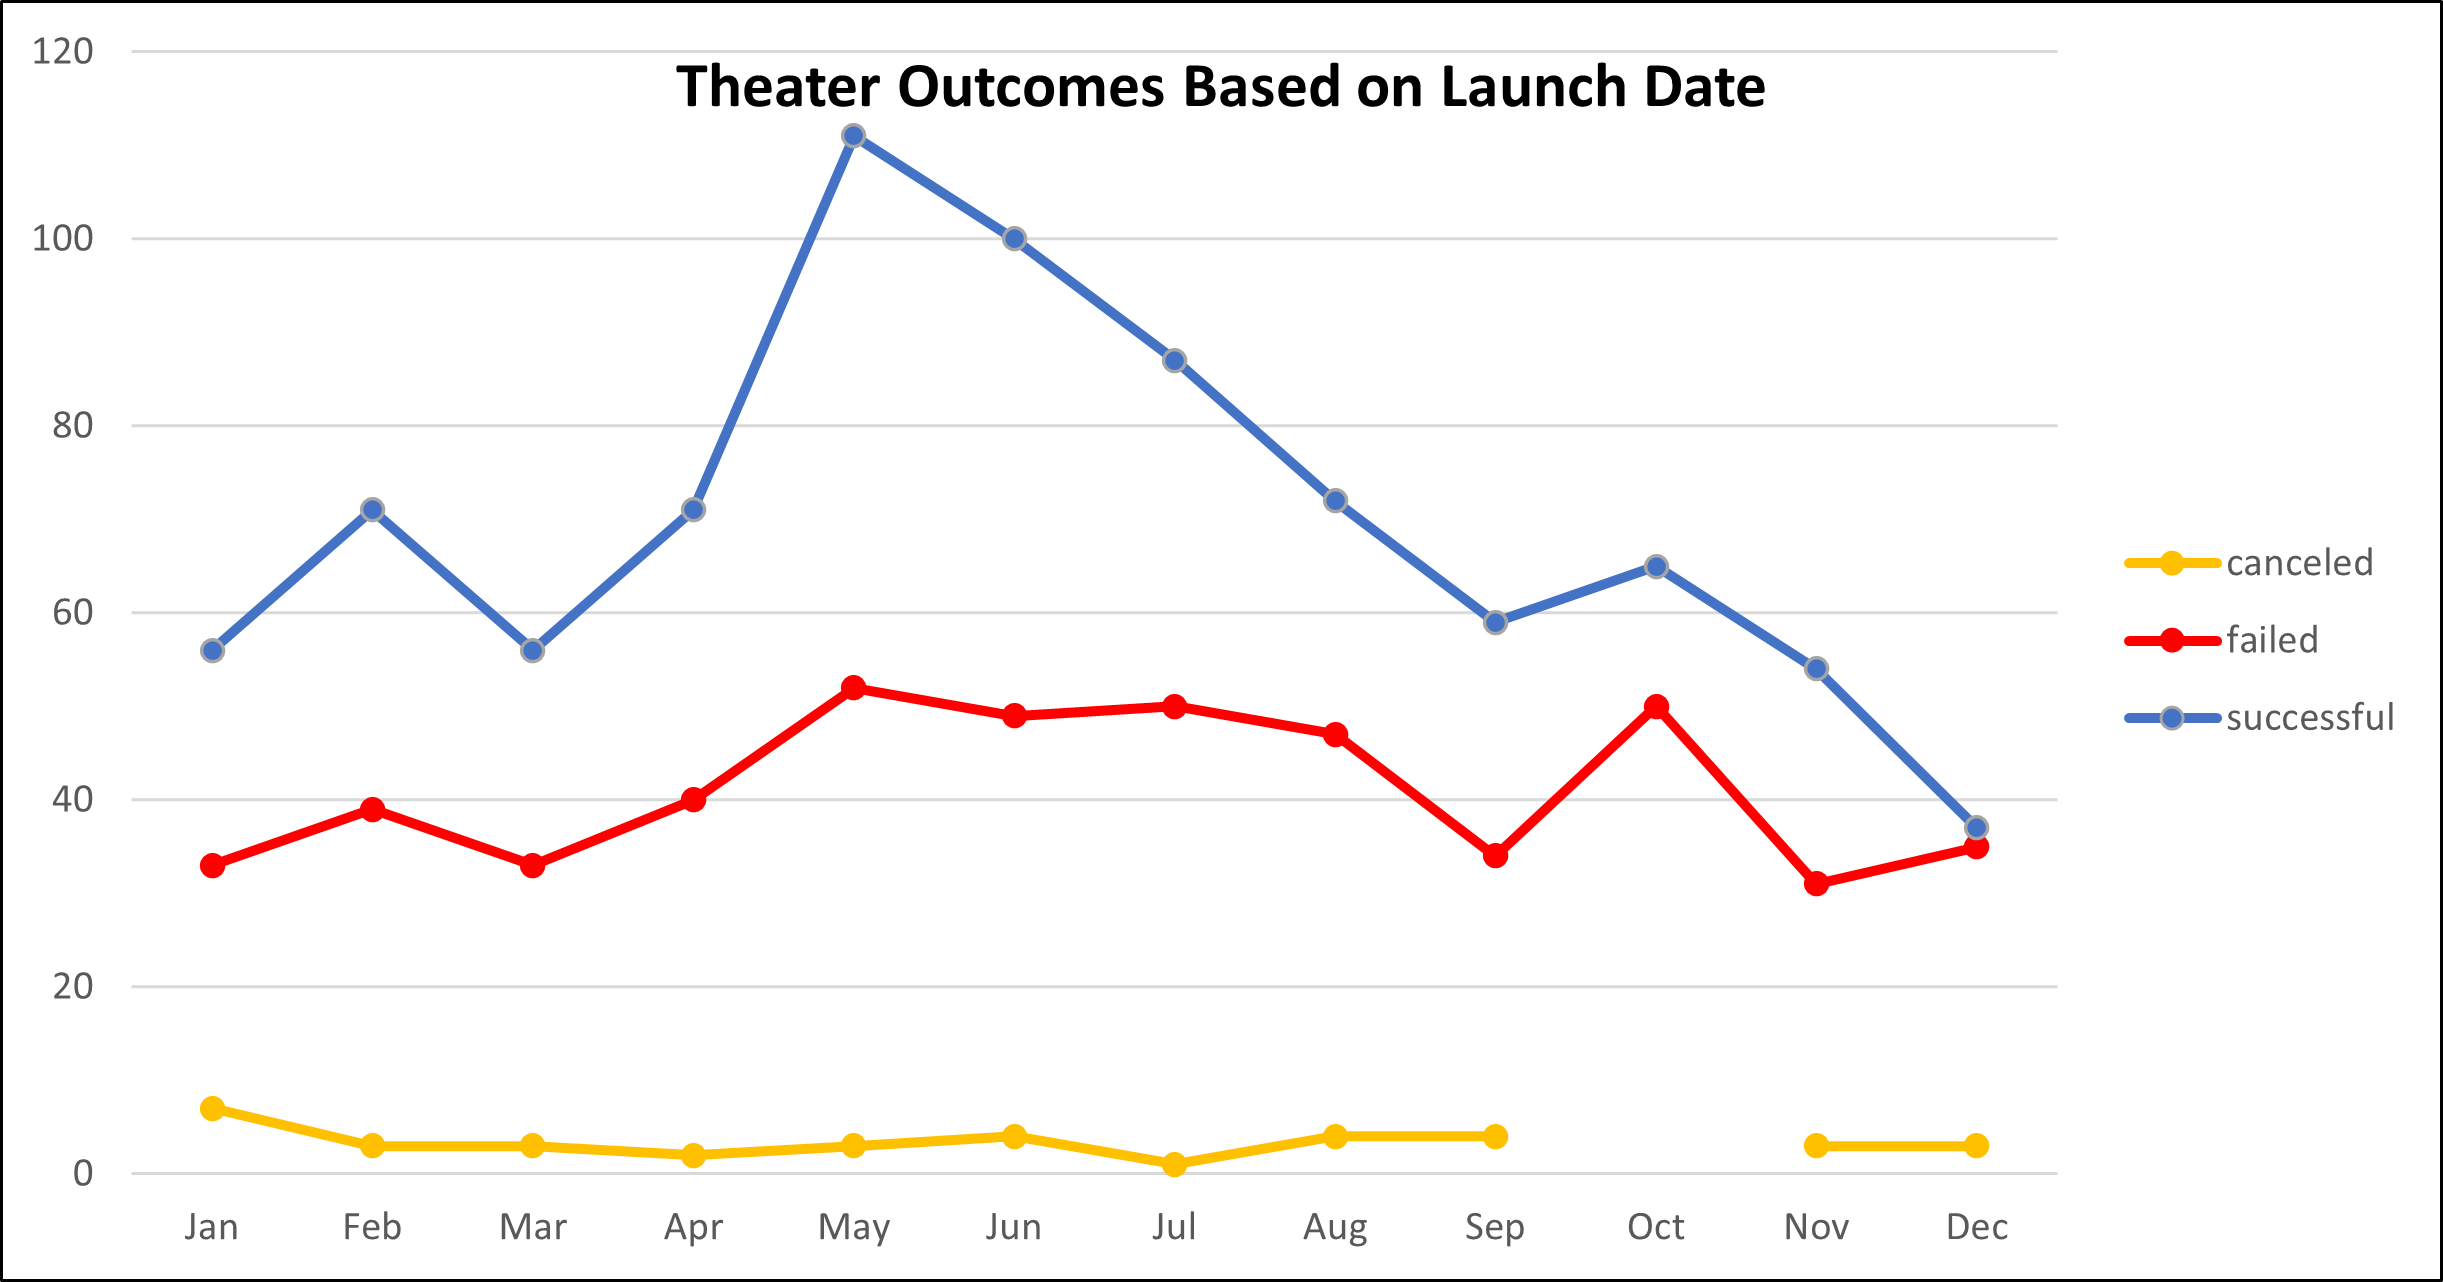 Theater Outcomes Based on Launch Date
120
100
80
60
40
20
0
Jan Feb Mar Apr May Jun Jul Aug Sep Oct Nov Dec
canceled
failed
successful